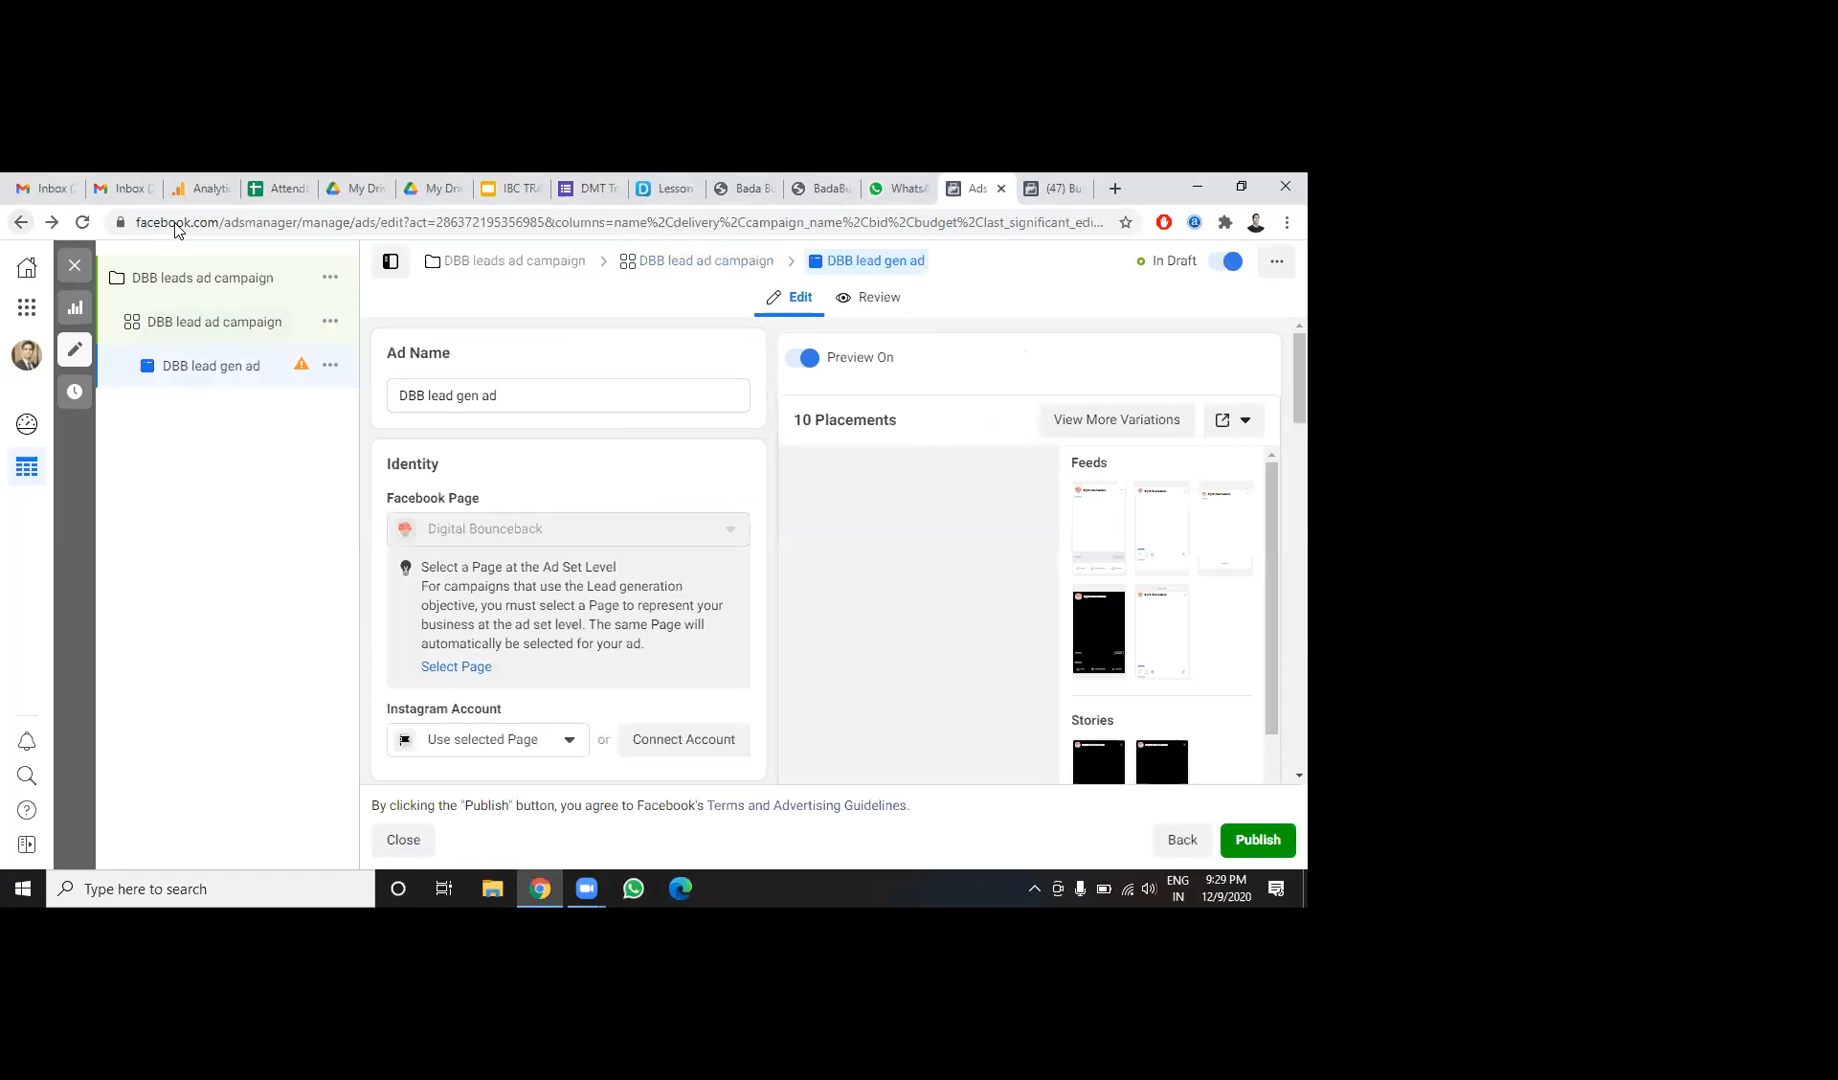 Inbox (
Inbox (
Analytic
Attend
My Driv
My Driv
IBC TRA
DMT Tr
Lesson
Bada B
BadaBu
Whats
Ads
(47) Bu
facebook.com/adsmanager/manage/ads/edit?act=286372195356985&columns=name%2Cdelivery%2Ccampaign_name%2Cbid%2Cbudget%2Clast_significant_edi...
DBB leads ad campaign
DBB lead ad campaign
DBB lead gen ad
DBB leads ad campaign > DBB lead ad campaign > DBB lead gen ad
In Draft
Edit
Review
Ad Name
DBB lead gen ad
Identity
Facebook Page
Digital Bounceback
Select a Page at the Ad Set Level
For campaigns that use the Lead generation
objective, you must select a Page to represent your
business at the ad set level. The same Page will
automatically be selected for your ad.
Select Page
Instagram Account
Use selected Page
or
Connect Account
Preview On
10 Placements
View More Variations
Feeds
Stories
By clicking the "Publish" button, you agree to Facebook's Terms and Advertising Guidelines.
Close
Back
Publish
Type here to search
ENG
IN
9:29 PM
12/9/2020